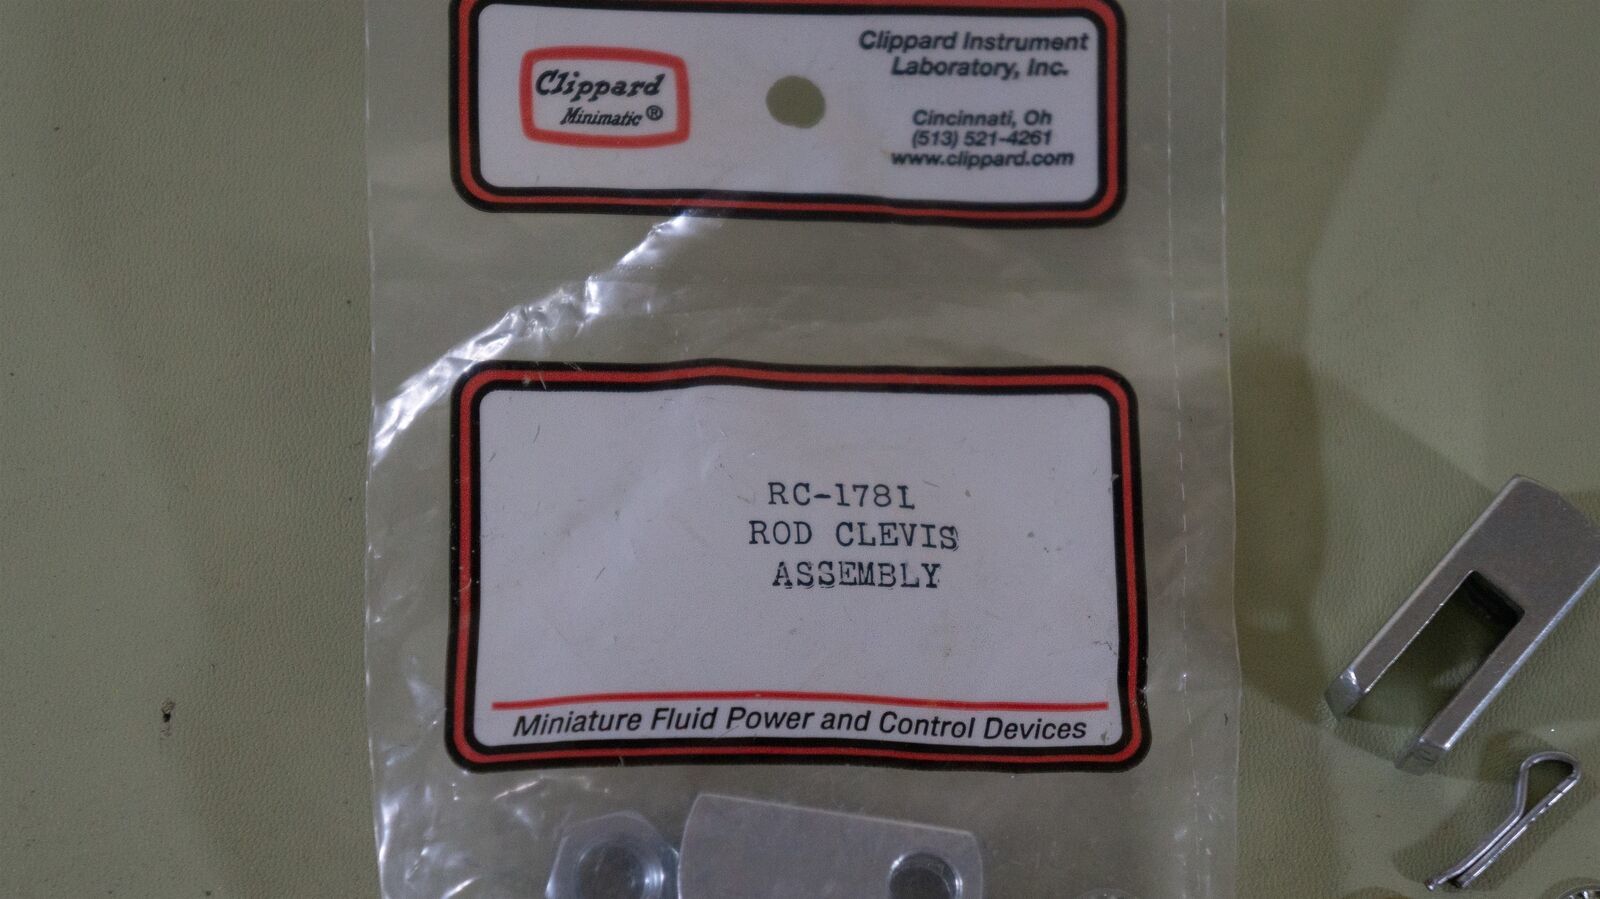 Clippard
Minimatic®
Clippard Instrument
Laboratory, Inc.
Cincinnati, Oh
(513) 521-4261
www.clippard.com
RC-178L
ROD CLEVIS
ASSEMBLY
Miniature Fluid Power and Control Devices